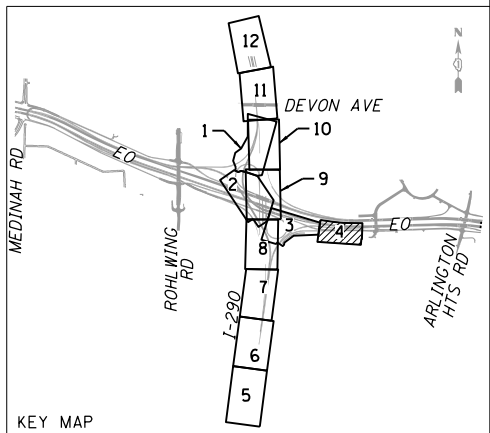 12
N
11
DEVON AVE
1
10
EO
MEDINAH RD
2
9
ROHLWING
RD
3
4
EO
8
ARLINGTON
HTS RD
7
I-290
6
5
KEY MAP